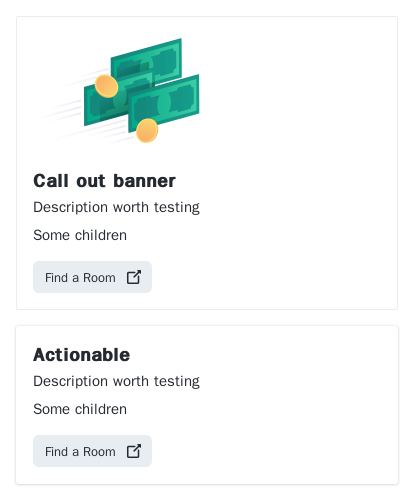 Call out banner
Description worth testing
Some children
Find a Room
Actionable
Description worth testing
Some children
Find a Room